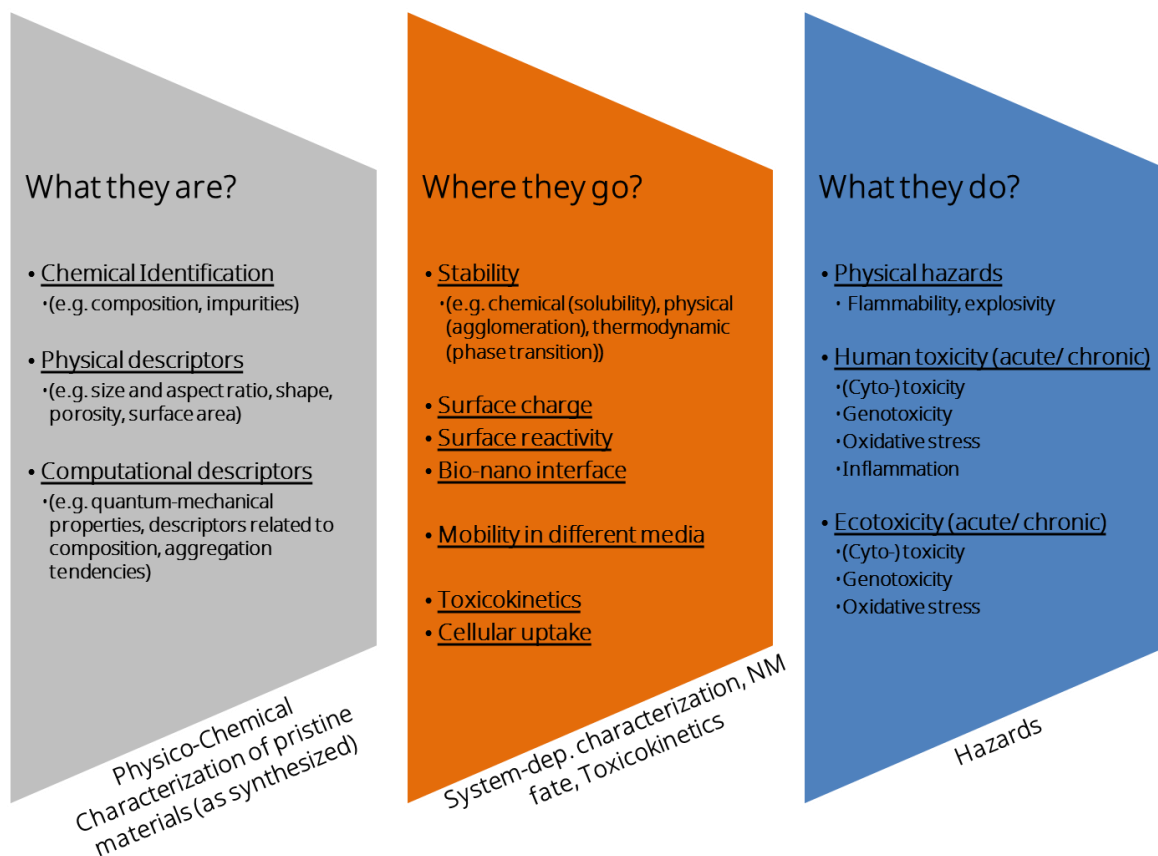 What they are?
• Chemical Identification
•(e.g. composition, impurities)
• Physical descriptors
•(e.g. size and aspect ratio, shape,
porosity, surface area)
• Computational descriptors
•(e.g. quantum-mechanical
properties, descriptors related to
composition, aggregation
tendencies)
Physico-Chemical
Characterization of pristine
materials (as synthesized)
Where they go?
• Stability
•(e.g. chemical (solubility), physical
(agglomeration), thermodynamic
(phase transition))
• Surface charge
• Surface reactivity
• Bio-nano interface
• Mobility in different media
• Toxicokinetics
• Cellular uptake
System-dep. characterization, NM
fate, Toxicokinetics
What they do?
• Physical hazards
• Flammability, explosivity
• Human toxicity (acute/ chronic)
•(Cyto-) toxicity
•Genotoxicity
•Oxidative stress
•Inflammation
• Ecotoxicity (acute/ chronic)
•(Cyto-) toxicity
•Genotoxicity
•Oxidative stress
Hazards